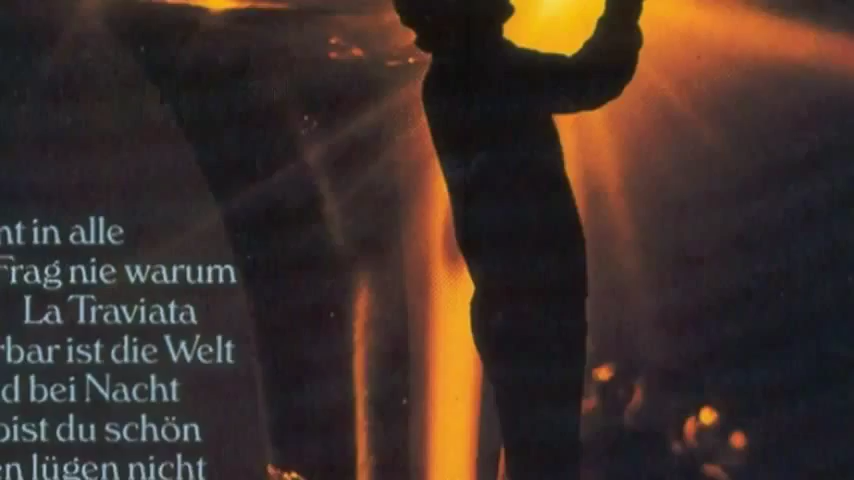 nt in alle
Frag nie warum
La Traviata
rbar ist die Welt
d bei Nacht
bist du schön
en lügen nicht